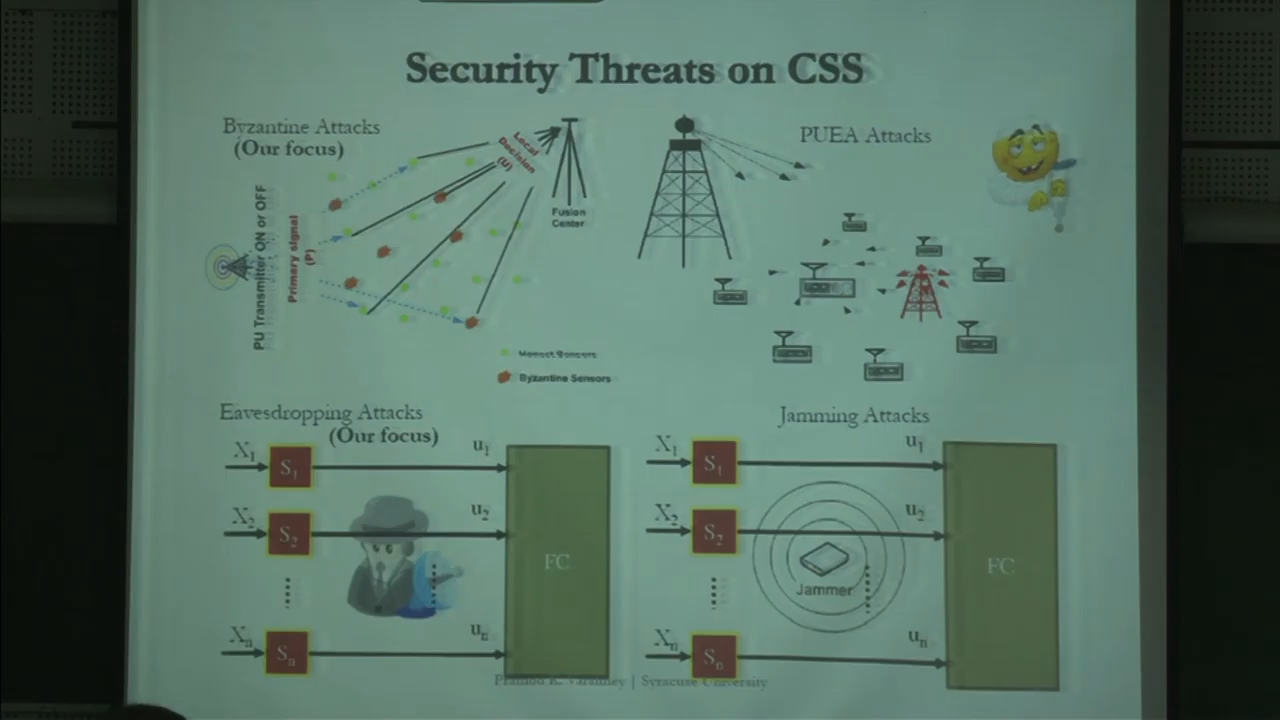 Security Threats on CSS
Byzantine Attacks
(Our focus)
PU Transmitter ON or OFF
Primary signal
(P)
Local
Decision
(U)
Fusion
Center
Honest Sensors
Byzantine Sensors
PUEA Attacks
Eavesdropping Attacks
(Our focus)
X1
S1
u1
X2
S2
u2
Xn
Sn
un
FC
Jamming Attacks
X1
S1
u1
X2
S2
u2
Jammer
Xn
Sn
un
FC
Pramod K. Varshney | Syracuse University